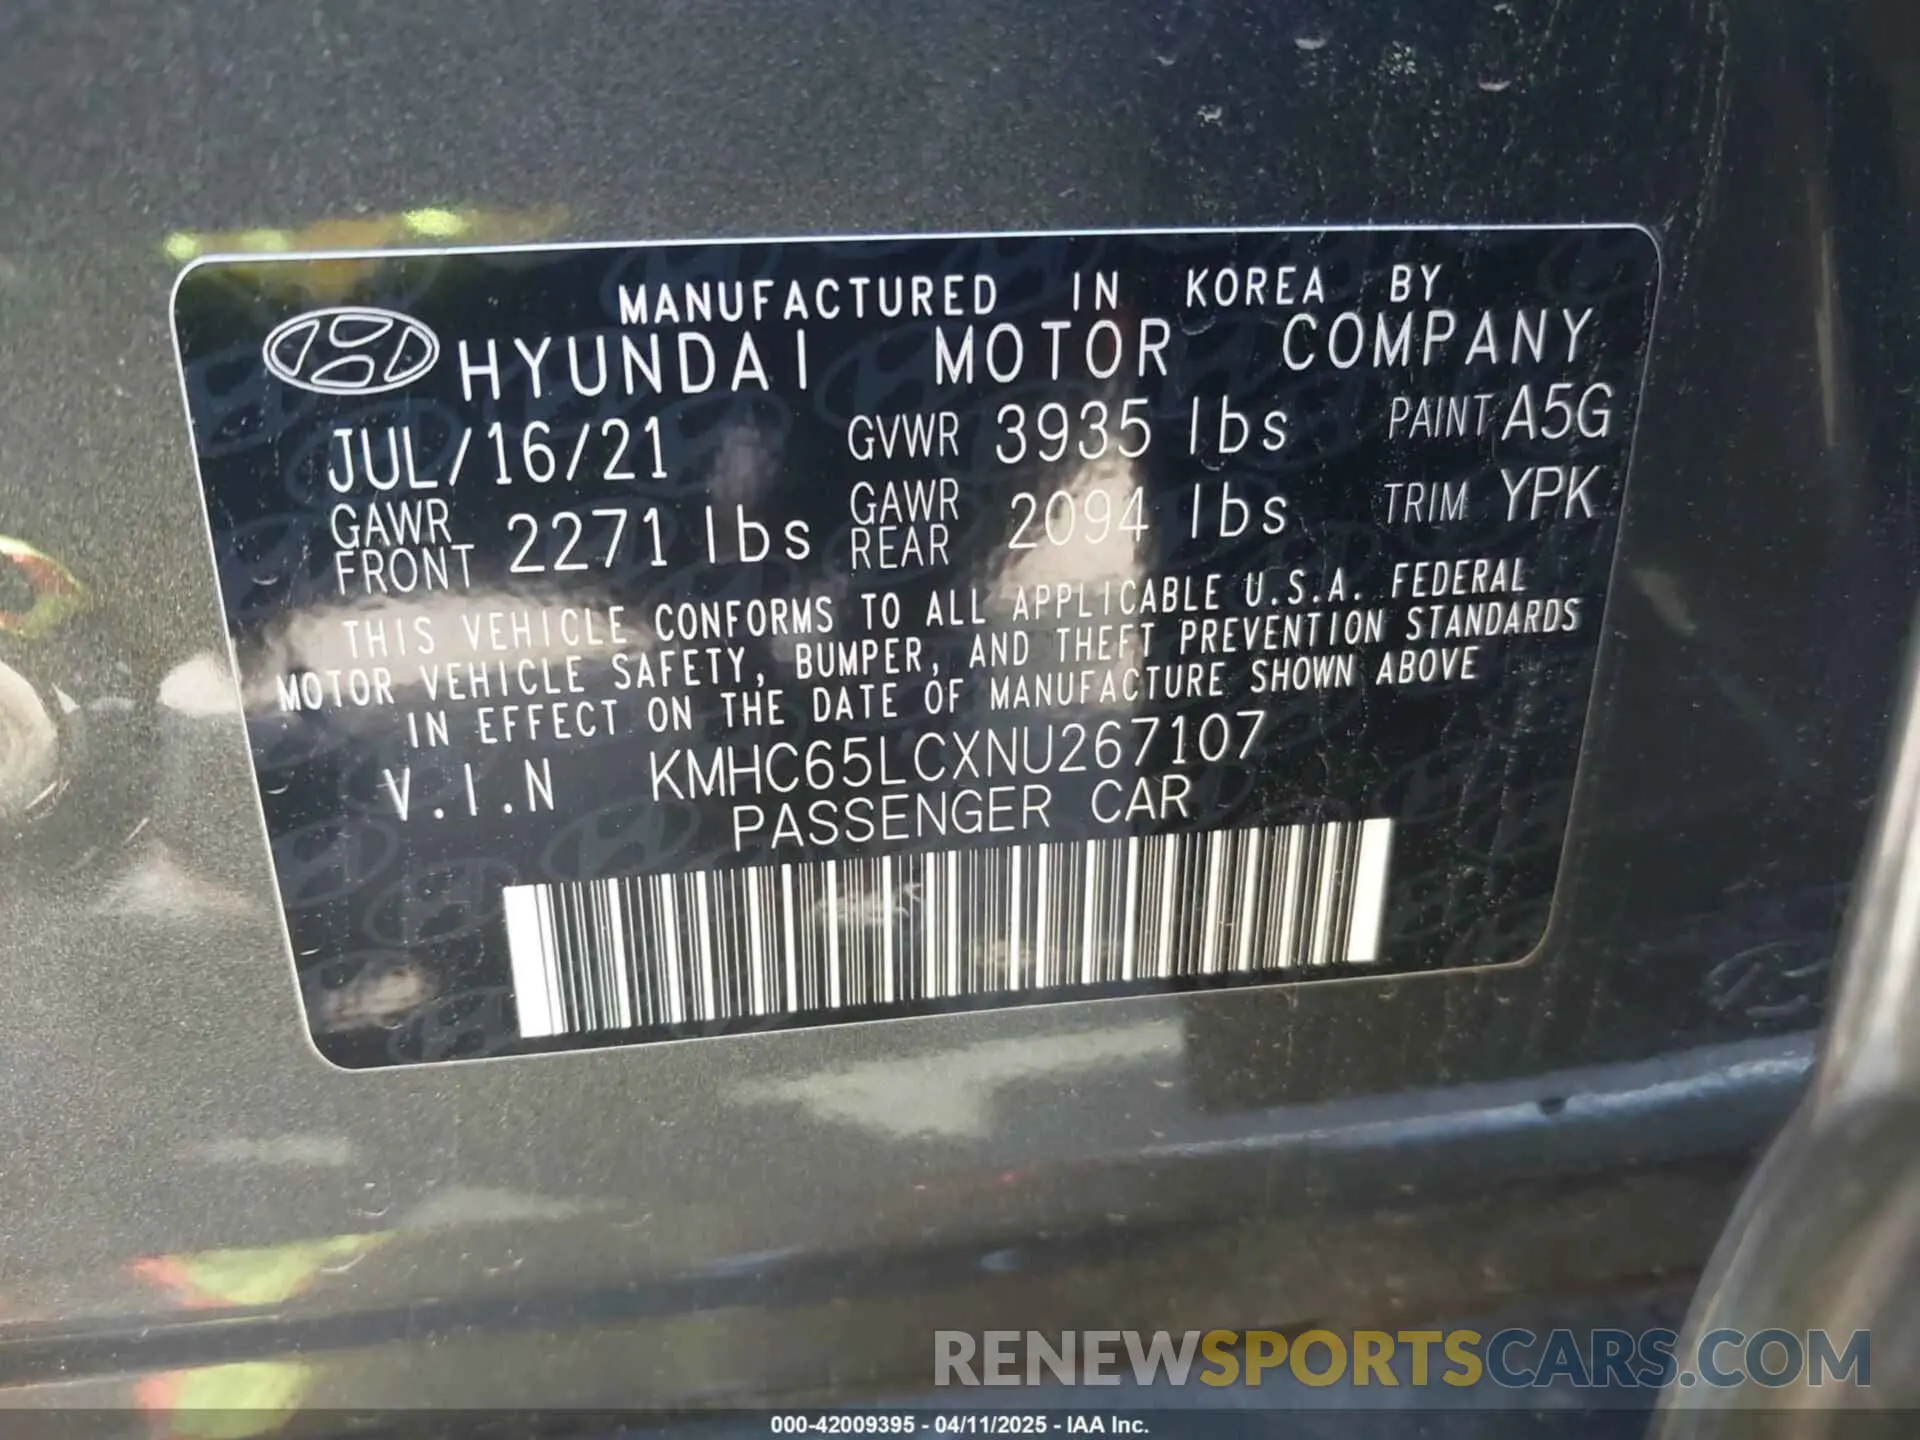 MANUFACTURED IN KOREA BY
HYUNDAI MOTOR COMPANY
JUL/16/21 GVWR 3935 lbs PAINT A5G
GAWR FRONT 2271 lbs GAWR REAR 2094 lbs TRIM YPK
THIS VEHICLE CONFORMS TO ALL APPLICABLE U.S.A. FEDERAL
MOTOR VEHICLE SAFETY, BUMPER, AND THEFT PREVENTION STANDARDS
IN EFFECT ON THE DATE OF MANUFACTURE SHOWN ABOVE
V.I.N KMHC65LCXNU267107
PASSENGER CAR
RENEWSPORTSCARS.COM
000-42009395 - 04/11/2025 - IAA Inc.